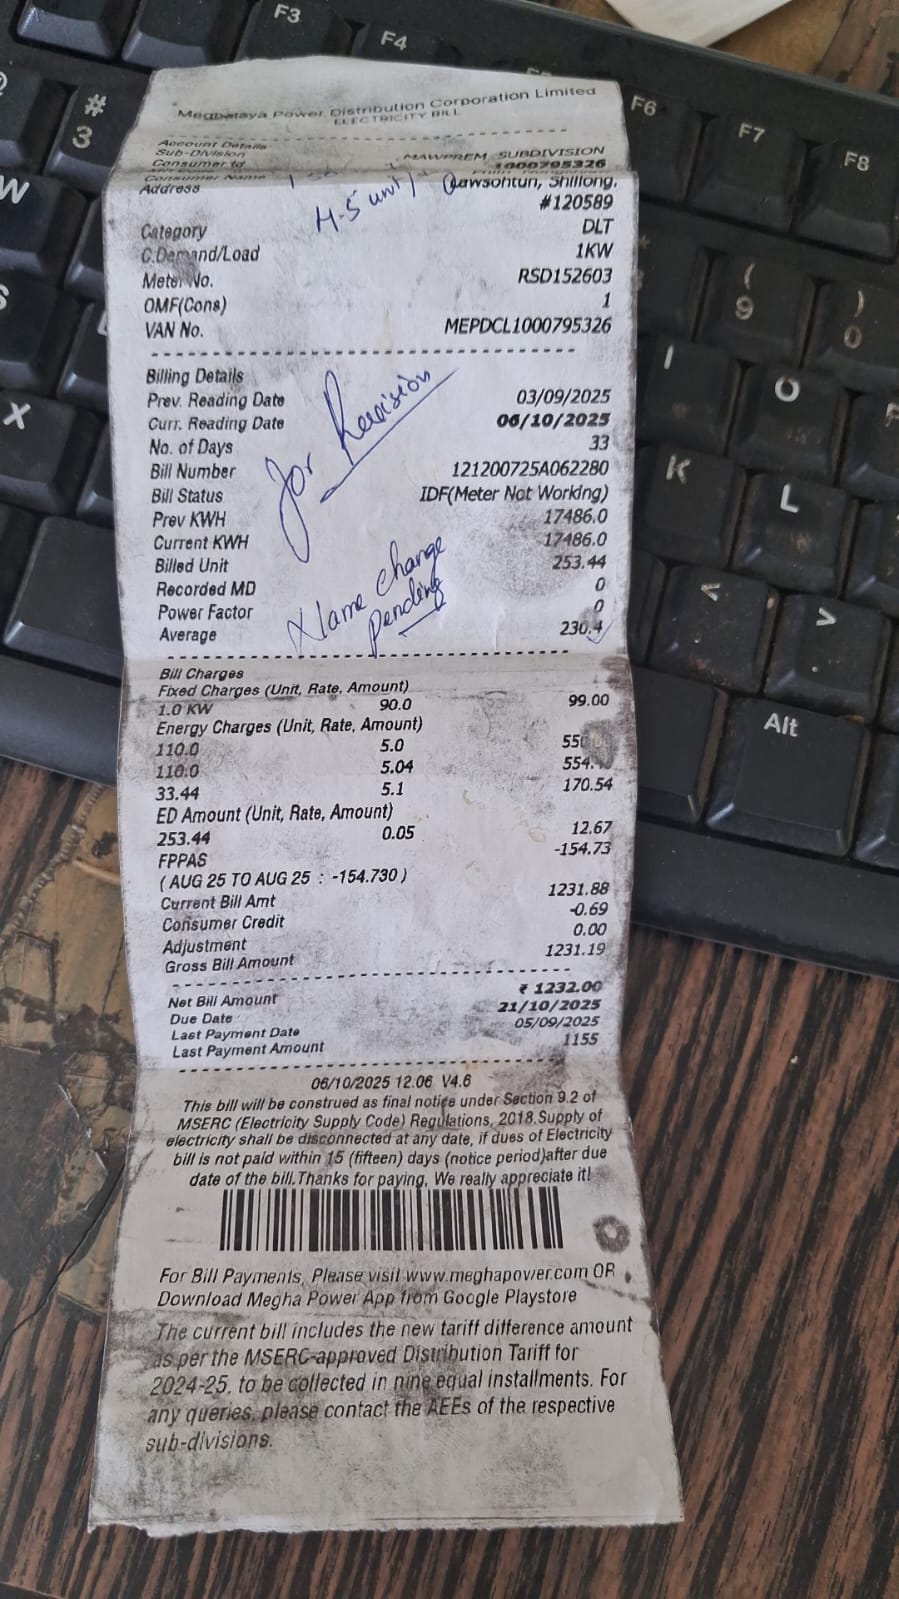 F3
F4
F6
F7
F8
#
3
W
X
(
9
)
0
I
O
K
L
<
>
Alt
Meghalaya Power Distribution Corporation Limited
ELECTRICITY BILL
Account Details
Sub-Division MAWPREM SUBDIVISION
Consumer Id 1000795326
Consumer Name
Address Lawsohtun, Shillong.
#120589
4-5 unit/
Category DLT
C.Demand/Load 1KW
Meter No. RSD152603
OMF(Cons) 1
VAN No. MEPDCL1000795326
Billing Details
Prev. Reading Date 03/09/2025
Curr. Reading Date 06/10/2025
No. of Days 33
for Revision
Bill Number 121200725A062280
Bill Status IDF(Meter Not Working)
Prev KWH 17486.0
Current KWH 17486.0
Billed Unit 253.44
Recorded MD 0
Power Factor 0
Average 230.4
Name change
pending
Bill Charges
Fixed Charges (Unit, Rate, Amount)
1.0 KW 90.0 99.00
Energy Charges (Unit, Rate, Amount)
110.0 5.0
110.0 5.04
33.44 5.1 170.54
ED Amount (Unit, Rate, Amount)
253.44 0.05 12.67
FPPAS -154.73
( AUG 25 TO AUG 25 : -154.730 )
Current Bill Amt 1231.88
Consumer Credit -0.69
Adjustment 0.00
Gross Bill Amount 1231.19
Net Bill Amount ₹ 1232.00
Due Date 21/10/2025
Last Payment Date 05/09/2025
Last Payment Amount 1155
06/10/2025 12.06 V4.6
This bill will be construed as final notice under Section 9.2 of
MSERC (Electricity Supply Code) Regulations, 2018.Supply of
electricity shall be disconnected at any date, if dues of Electricity
bill is not paid within 15 (fifteen) days (notice period)after due
date of the bill.Thanks for paying, We really appreciate it!
For Bill Payments, Please visit www.meghapower.com OR
Download Megha Power App from Google Playstore
The current bill includes the new tariff difference amount
as per the MSERC-approved Distribution Tariff for
2024-25, to be collected in nine equal installments. For
any queries, please contact the AEEs of the respective
sub-divisions.